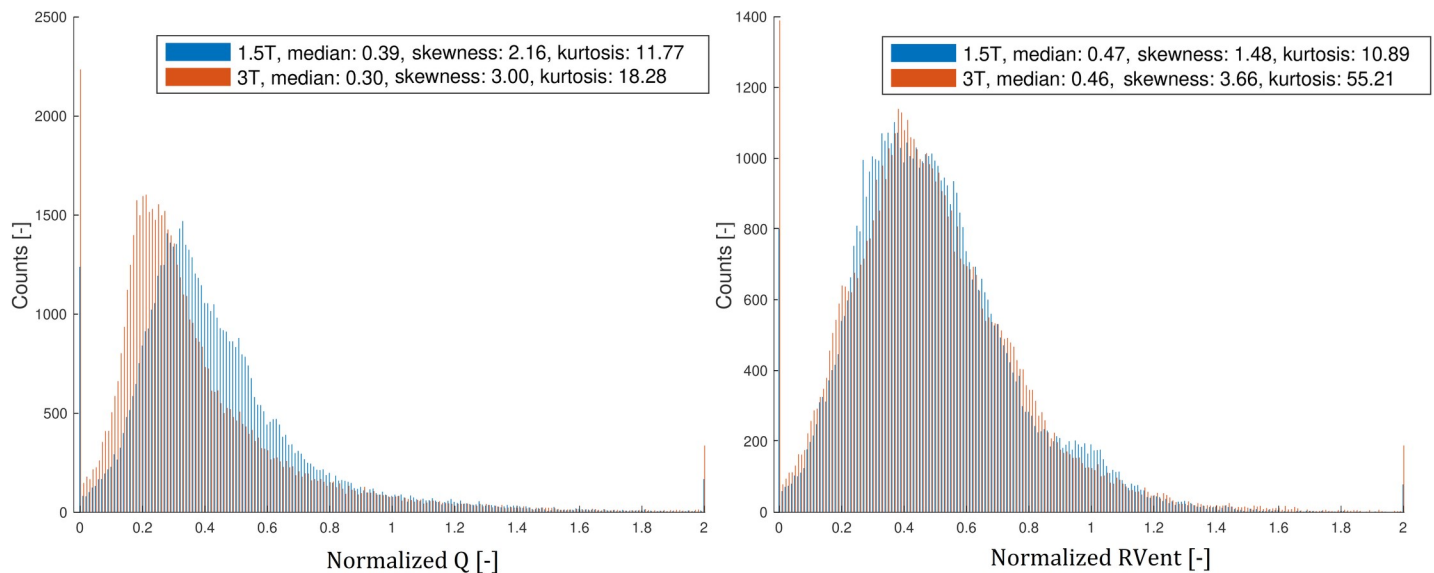 2500
2000
1500
1000
500
0
Counts [-]
1.5T, median: 0.39, skewness: 2.16, kurtosis: 11.77
3T, median: 0.30, skewness: 3.00, kurtosis: 18.28
0 0.2 0.4 0.6 0.8 1 1.2 1.4 1.6 1.8 2
Normalized Q [-]
1400
1200
1000
800
600
400
200
0
Counts [-]
1.5T, median: 0.47, skewness: 1.48, kurtosis: 10.89
3T, median: 0.46, skewness: 3.66, kurtosis: 55.21
0 0.2 0.4 0.6 0.8 1 1.2 1.4 1.6 1.8 2
Normalized RVent [-]